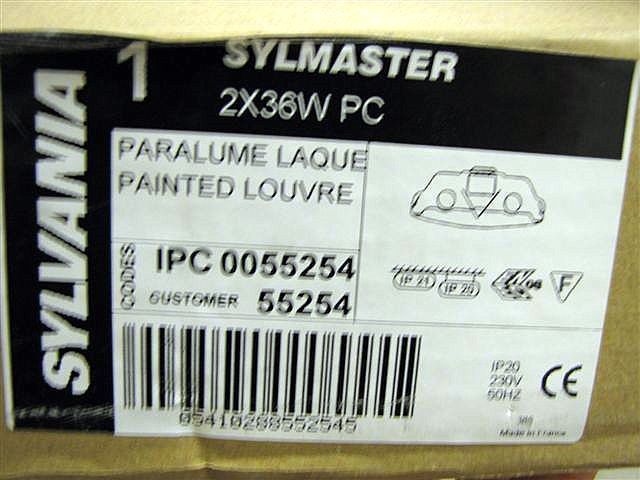 SYLVANIA
1
SYLMASTER
2X36W PC
PARALUME LAQUE
PAINTED LOUVRE
CODES
IPC 0055254
CUSTOMER 55254
IP 21 IP 20
F
05410288552545
IP20
230V
50HZ
CE
Made in France